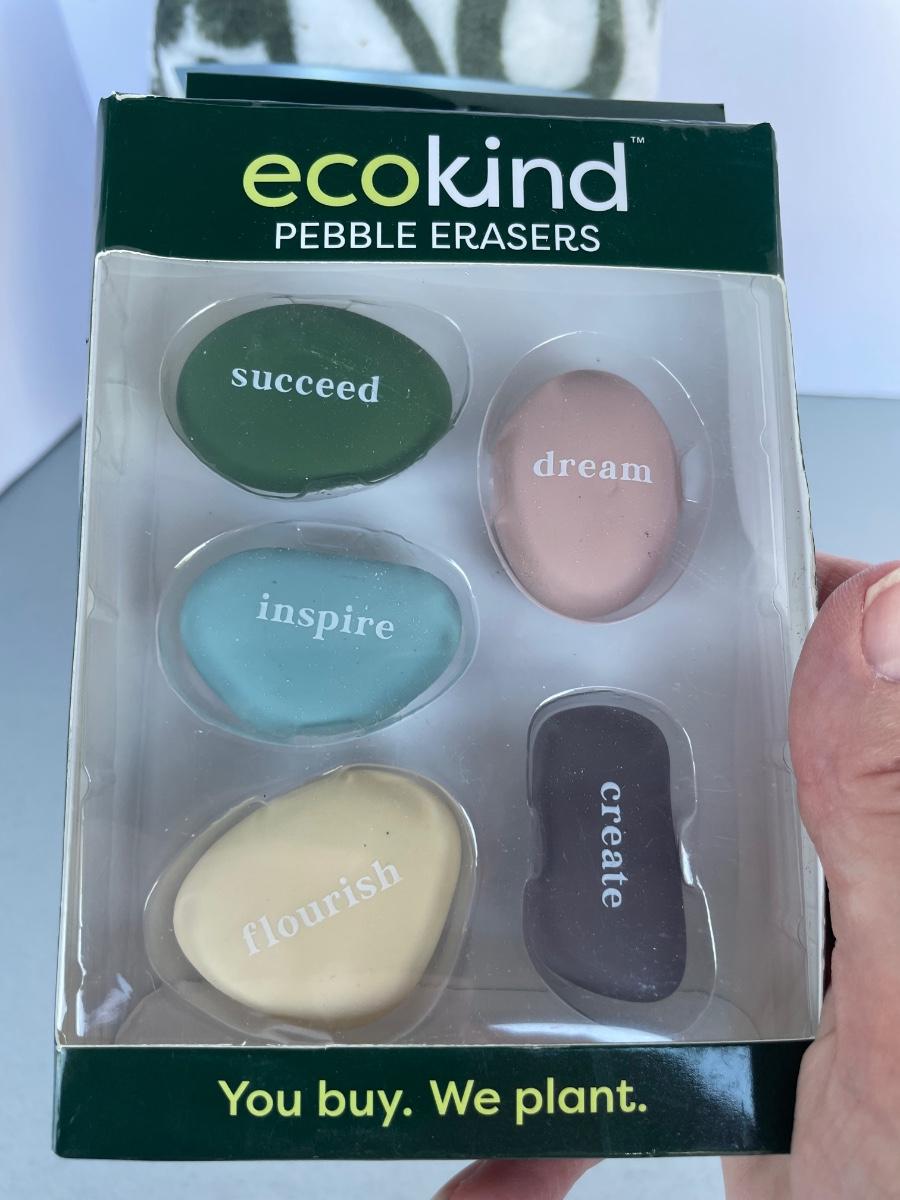 ecokind™
PEBBLE ERASERS
succeed
dream
inspire
create
flourish
You buy. We plant.